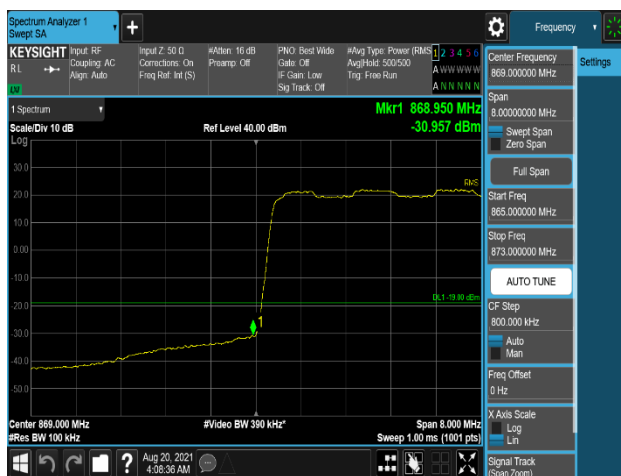 Spectrum Analyzer 1
Swept SA
+
Frequency
KEYSIGHT
Input: RF
Input Z: 50 Ω
#Atten: 16 dB
PNO: Best Wide
#Avg Type: Power (RMS
1 2 3 4 5 6
RL
Coupling: AC
Corrections: On
Preamp: Off
Gate: Off
Avg|Hold: 500/500
A W W W W W
Align: Auto
Freq Ref: Int (S)
IF Gain: Low
Trig: Free Run
Sig Track: Off
A N N N N N
1 Spectrum
Mkr1 868.950 MHz
Scale/Div 10 dB
Ref Level 40.00 dBm
-30.957 dBm
Log
30.0
RMS
20.0
10.0
0.00
-10.0
DL1 -19.00 dBm
-20.0
1
-30.0
-40.0
-50.0
Center 869.000 MHz
#Video BW 390 kHz*
Span 8.000 MHz
#Res BW 100 kHz
Sweep 1.00 ms (1001 pts)
?
Aug 20, 2021
4:08:36 AM
Center Frequency
869.000000 MHz
Settings
Span
8.00000000 MHz
Swept Span
Zero Span
Full Span
Start Freq
865.000000 MHz
Stop Freq
873.000000 MHz
AUTO TUNE
CF Step
800.000 kHz
Auto
Man
Freq Offset
0 Hz
X Axis Scale
Log
Lin
Signal Track
(Span Zoom)